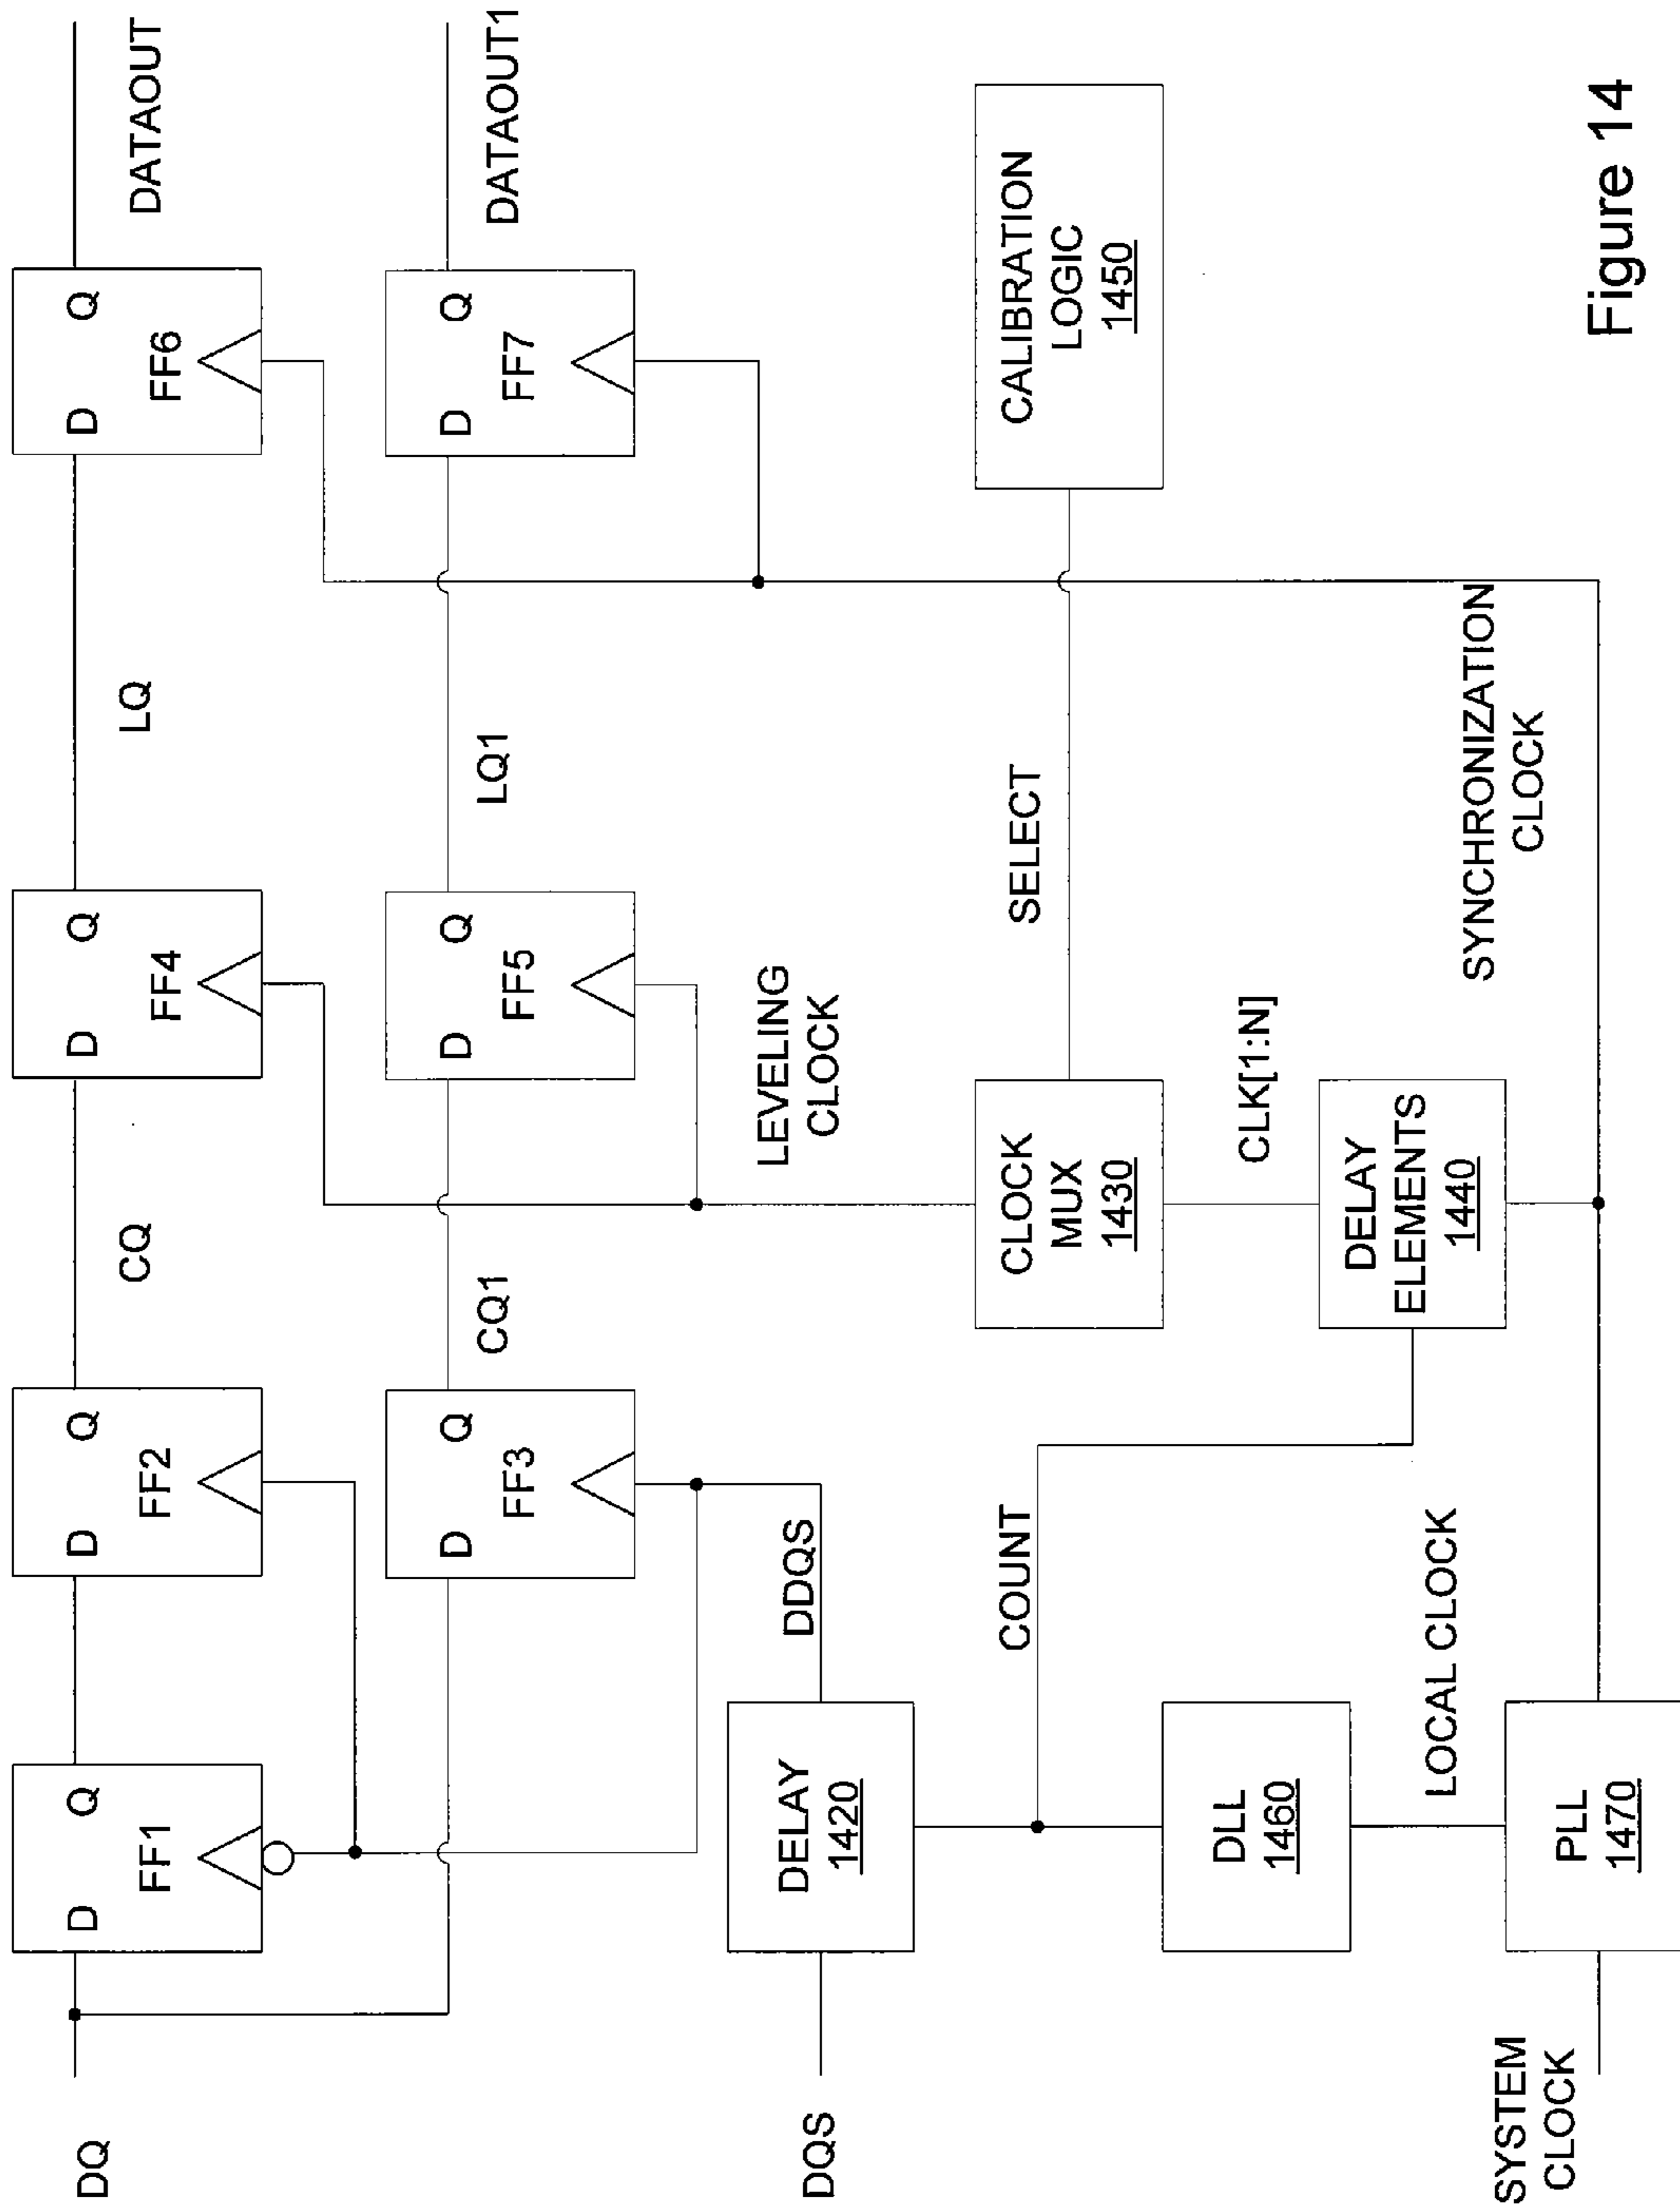 DQ
D
Q
FF1
D
Q
FF2
CQ
D
Q
FF4
LQ
D
Q
FF6
DATAOUT
D
Q
FF3
CQ1
D
Q
FF5
LQ1
D
Q
FF7
DATAOUT1
DQS
DELAY
1420
DDQS
LEVELING
CLOCK
COUNT
CLOCK
MUX
1430
SELECT
CALIBRATION
LOGIC
1450
DLL
1460
CLK[1:N]
DELAY
ELEMENTS
1440
LOCAL CLOCK
SYSTEM
CLOCK
PLL
1470
SYNCHRONIZATION
CLOCK
Figure 14